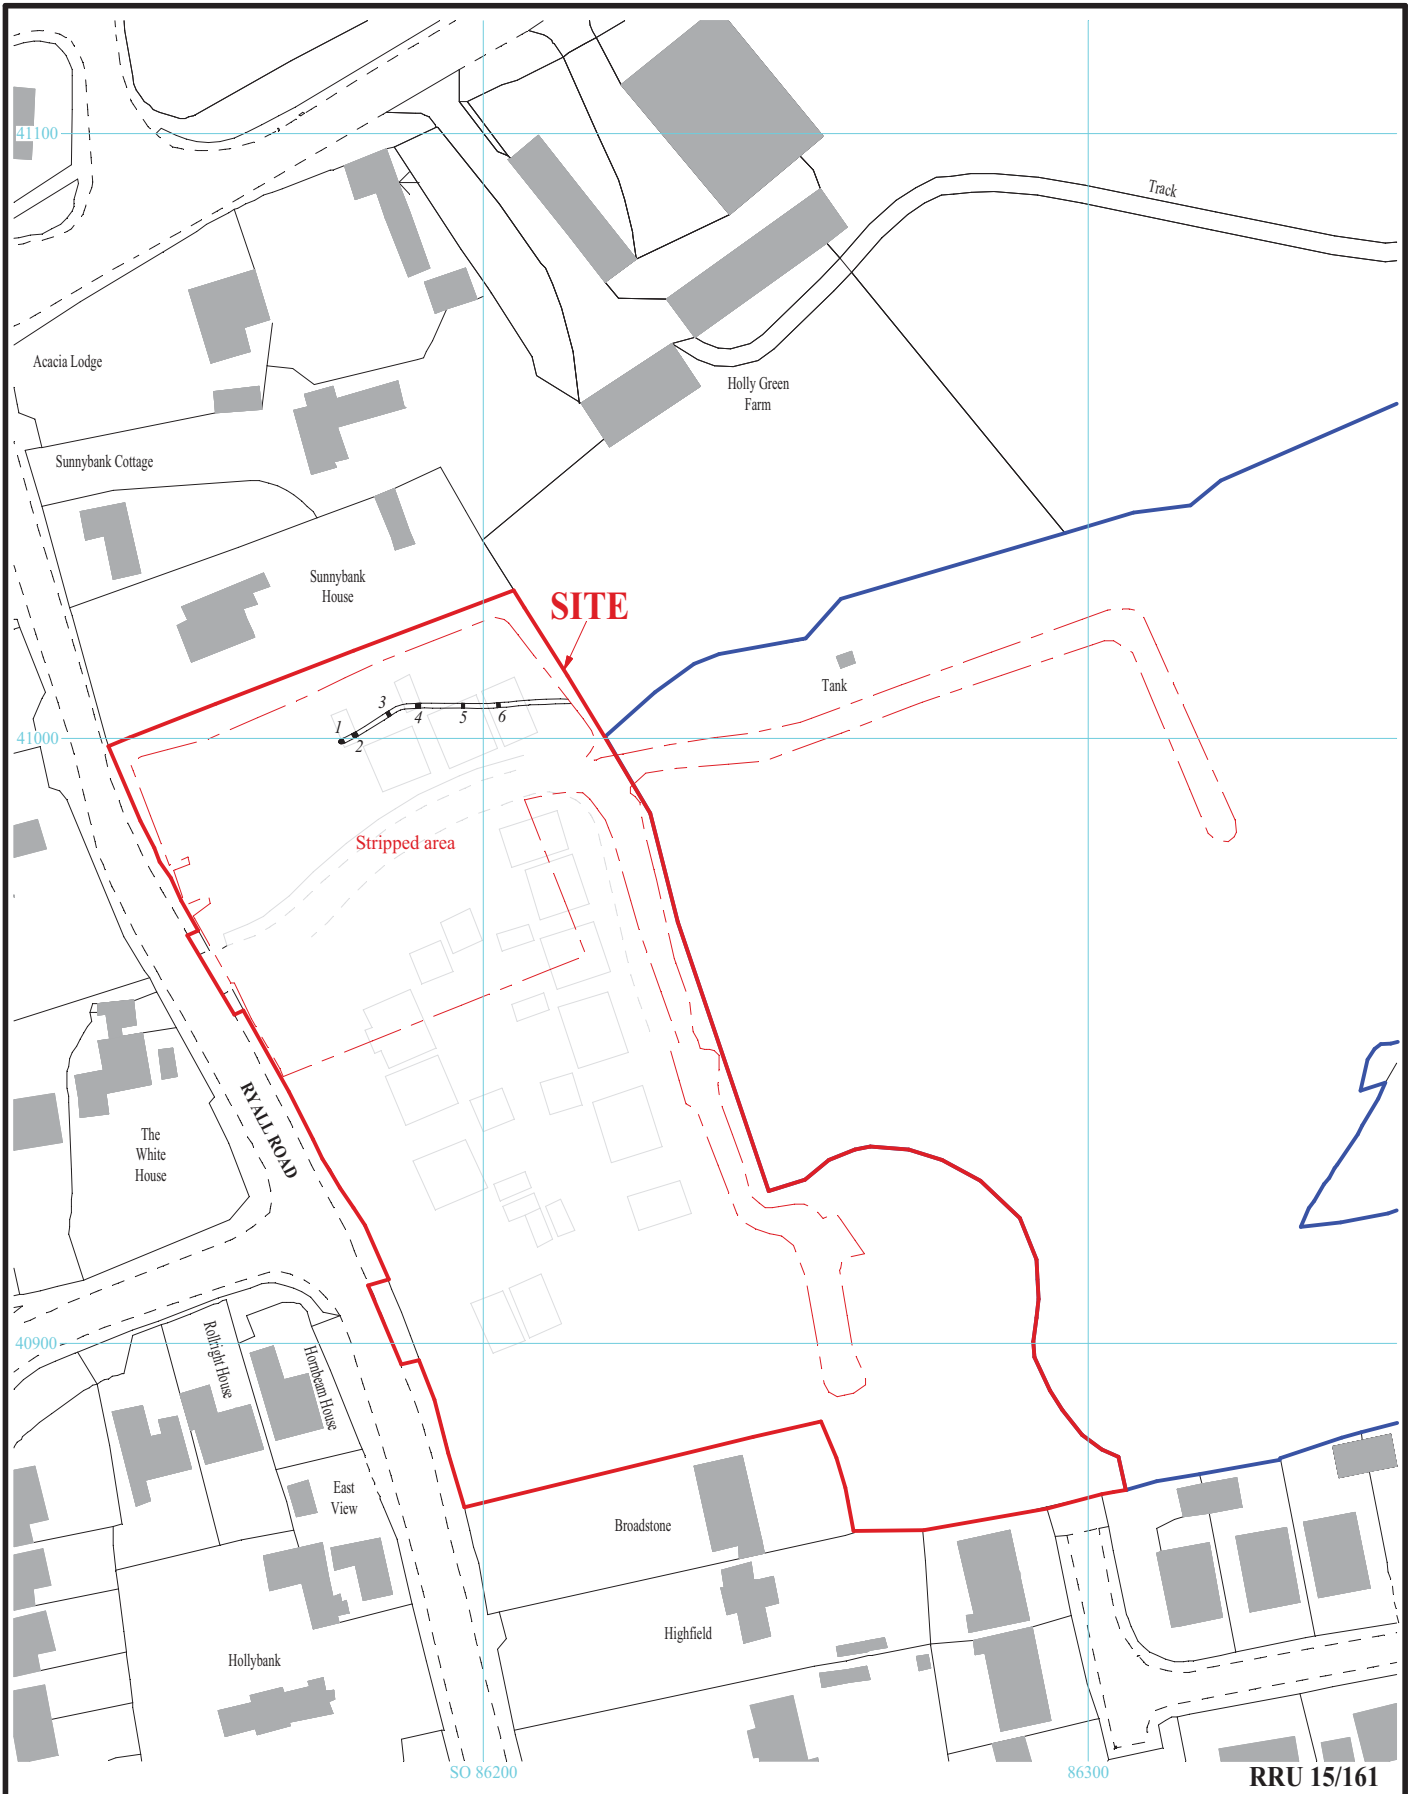 41100
Track
Acacia Lodge
Holly Green
Farm
Sunnybank Cottage
Sunnybank
House
SITE
Tank
1
2
3
4
5
6
41000
Stripped area
RYALL ROAD
The
White
House
40900
Rollright House
Hornbeam House
East
View
Broadstone
Highfield
Hollybank
SO 86200
86300
RRU 15/161